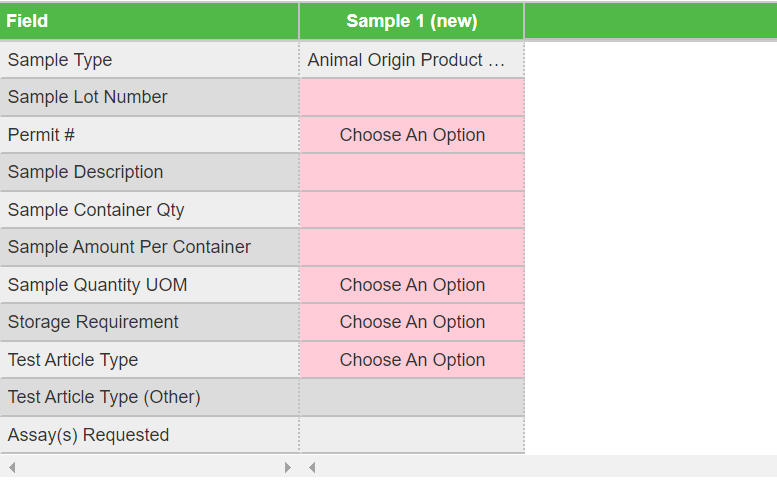 Field Sample 1 (new)
Sample Type Animal Origin Product ...
Sample Lot Number
Permit # Choose An Option
Sample Description
Sample Container Qty
Sample Amount Per Container
Sample Quantity UOM Choose An Option
Storage Requirement Choose An Option
Test Article Type Choose An Option
Test Article Type (Other)
Assay(s) Requested